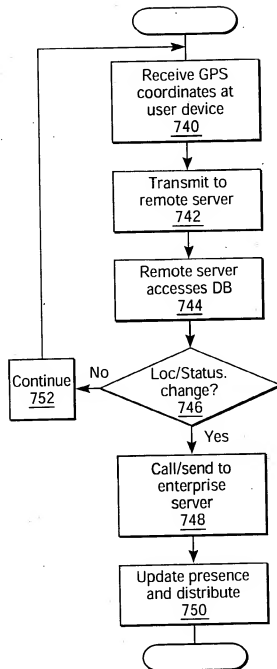 Receive GPS
coordinates at
user device
740
Transmit to
remote server
742
Remote server
accesses DB
744
Loc/Status.
change?
746
No
Continue
752
Yes
Call/send to
enterprise
server
748
Update presence
and distribute
750